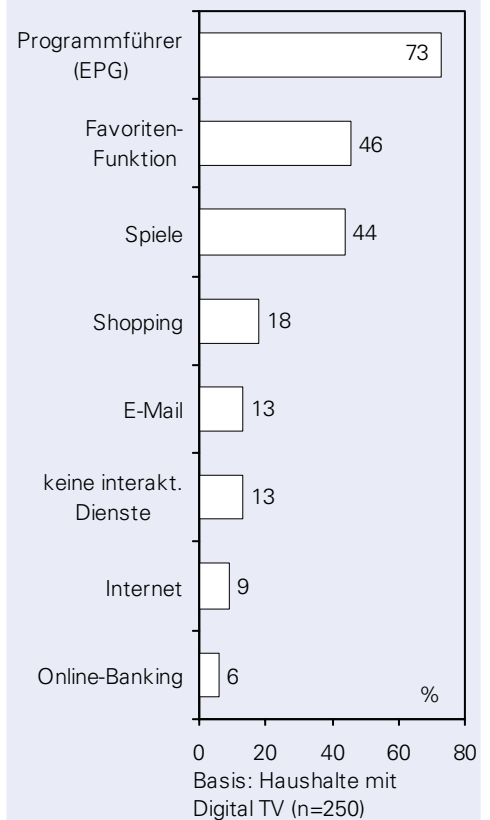 Programmführer
(EPG)
73
Favoriten-
Funktion
46
Spiele
44
Shopping
18
E-Mail
13
keine interakt.
Dienste
13
Internet
9
Online-Banking
6
%
0 20 40 60 80
Basis: Haushalte mit
Digital TV (n=250)